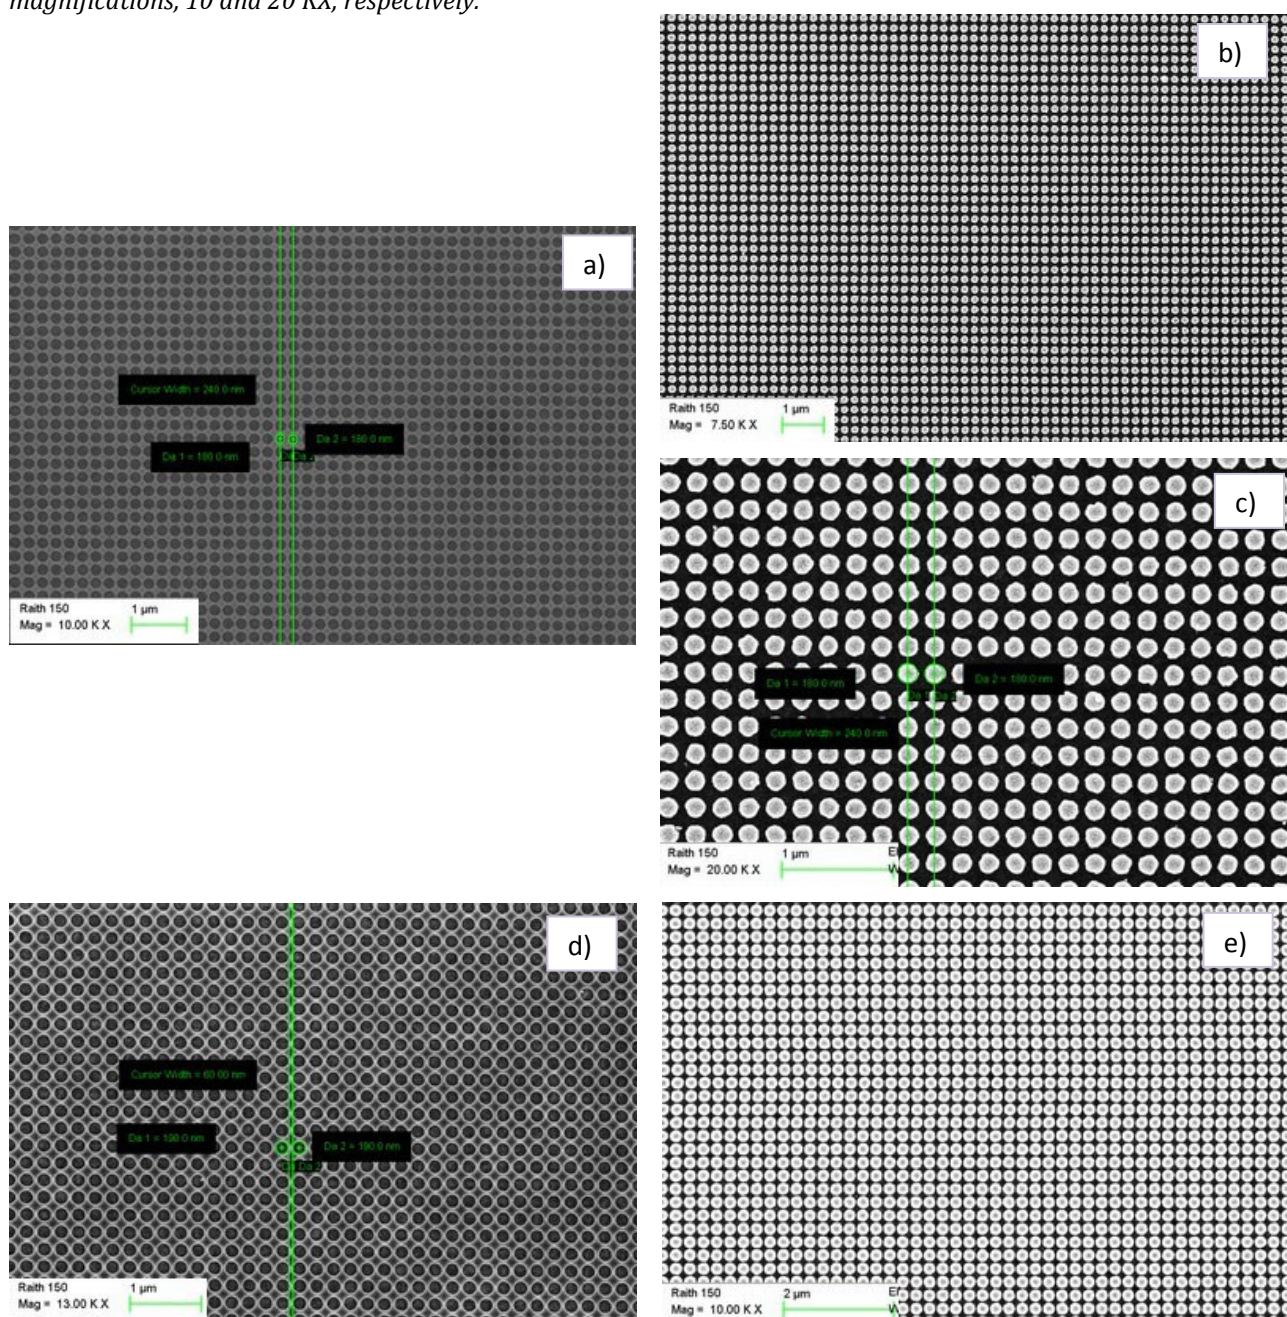 magnifications, 10 and 20 KX, respectively.
b)
Raith 150
1 µm
Mag = 7.50 K X
a)
Cursor Width = 240.0 nm
Da 1 = 180.0 nm
Da 2 = 180.0 nm
Raith 150
1 µm
Mag = 10.00 K X
c)
Da 1 = 180.0 nm
Da 2 = 180.0 nm
Cursor Width = 240.0 nm
Raith 150
1 µm
Mag = 20.00 K X
d)
Cursor Width = 60.00 nm
Da 1 = 190.0 nm
Da 2 = 190.0 nm
Raith 150
1 µm
Mag = 13.00 K X
e)
Raith 150
2 µm
Mag = 10.00 K X